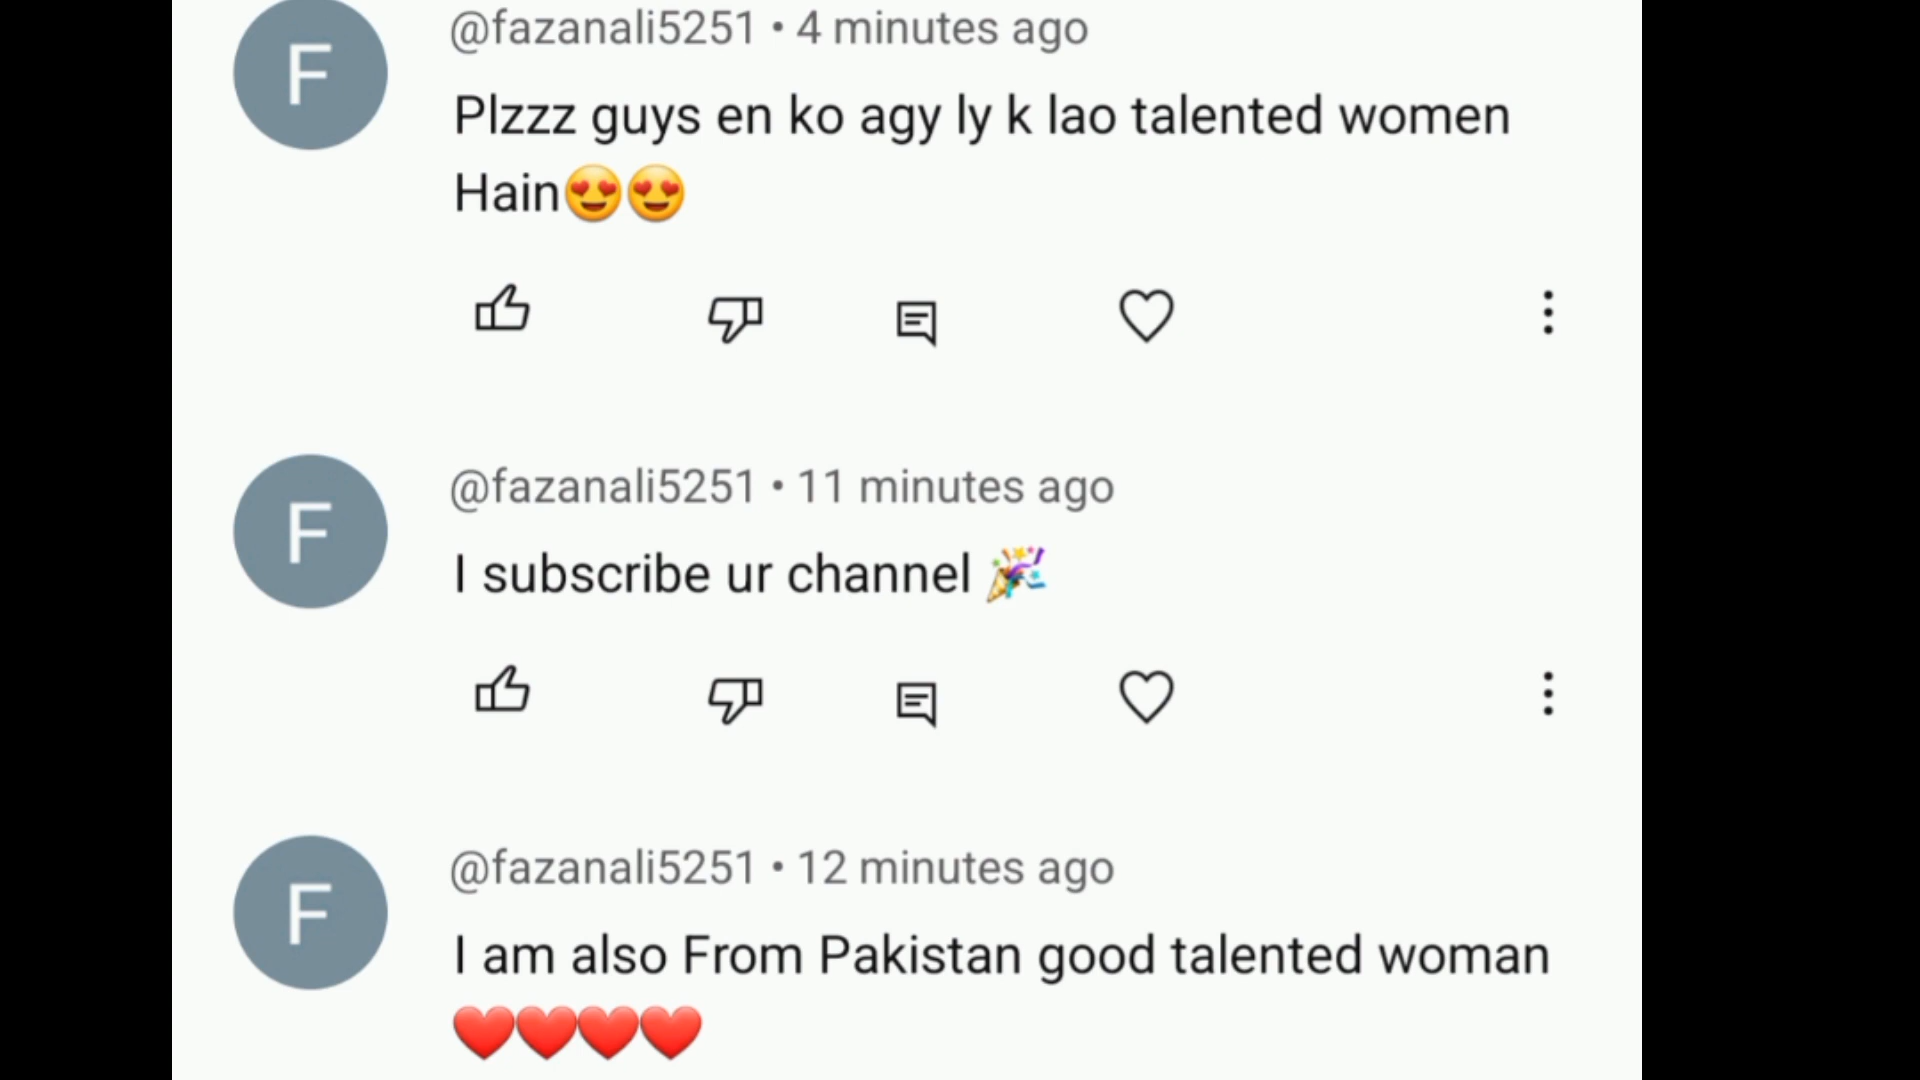 F
@fazanali5251 • 4 minutes ago
Plzzz guys en ko agy ly k lao talented women
Hain😍😍
F
@fazanali5251 • 11 minutes ago
I subscribe ur channel 🎉
F
@fazanali5251 • 12 minutes ago
I am also From Pakistan good talented woman
❤️❤️❤️❤️